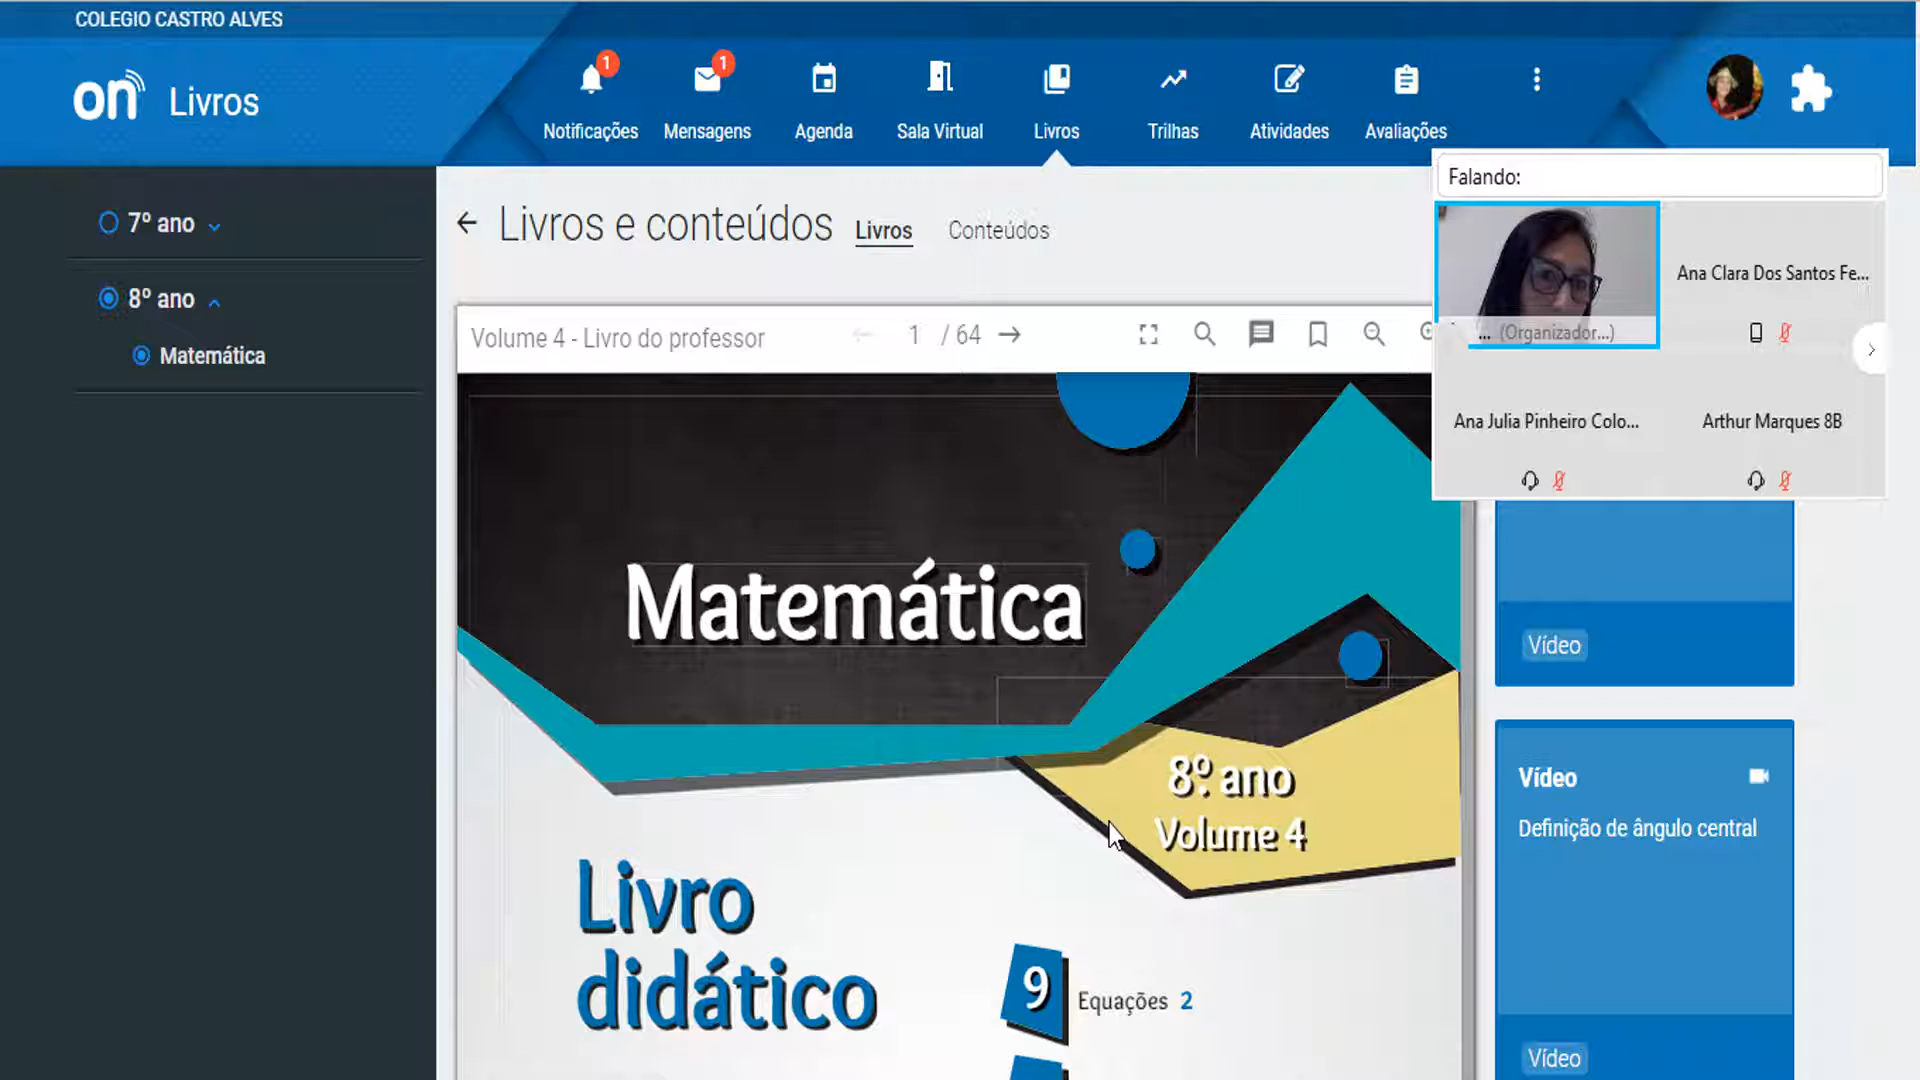 COLEGIO CASTRO ALVES
on Livros
1
1
Notificações Mensagens Agenda Sala Virtual Livros Trilhas Atividades Avaliações
7º ano
8º ano
Matemática
Livros e conteúdos Livros Conteúdos
Volume 4 - Livro do professor 1 / 64
Falando:
... (Organizador...)
Ana Clara Dos Santos Fe...
Ana Julia Pinheiro Colo...
Arthur Marques 8B
Matemática
8º. ano
Volume 4
Livro
didático
9 Equações 2
Vídeo
Vídeo
Definição de ângulo central
Vídeo